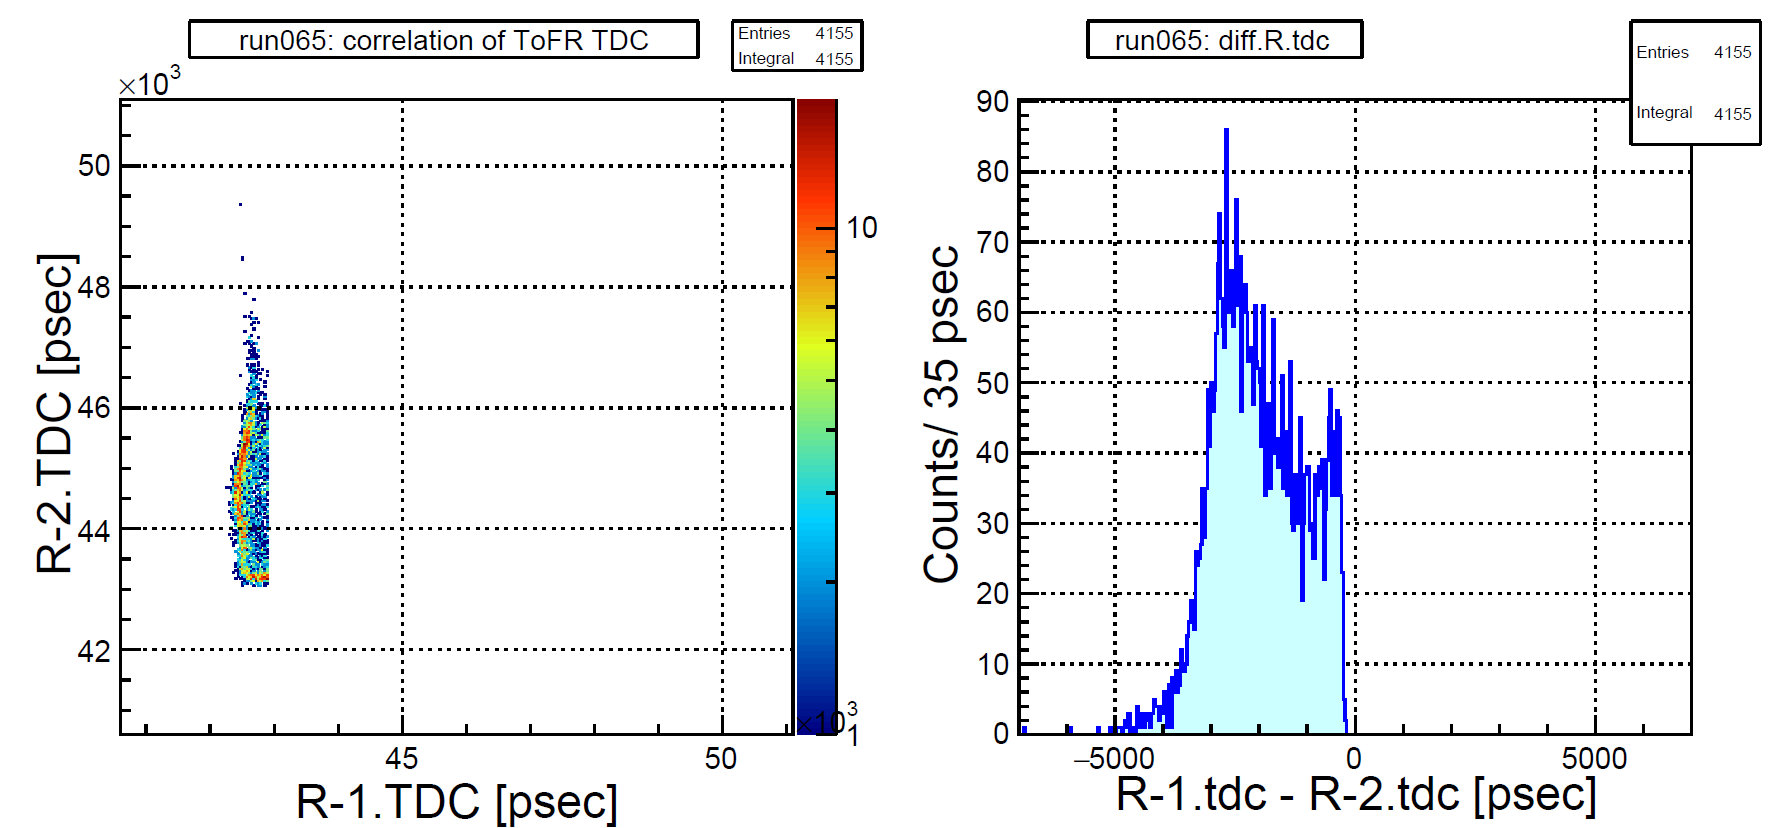 run065: correlation of ToFR TDC
Entries 4155
Integral 4155
×10³
50
48
46
44
42
45
50
R-2.TDC [psec]
R-1.TDC [psec]
10
1
×10³
run065: diff.R.tdc
Entries 4155
Integral 4155
90
80
70
60
50
40
30
20
10
0
−5000
0
5000
Counts/ 35 psec
R-1.tdc - R-2.tdc [psec]